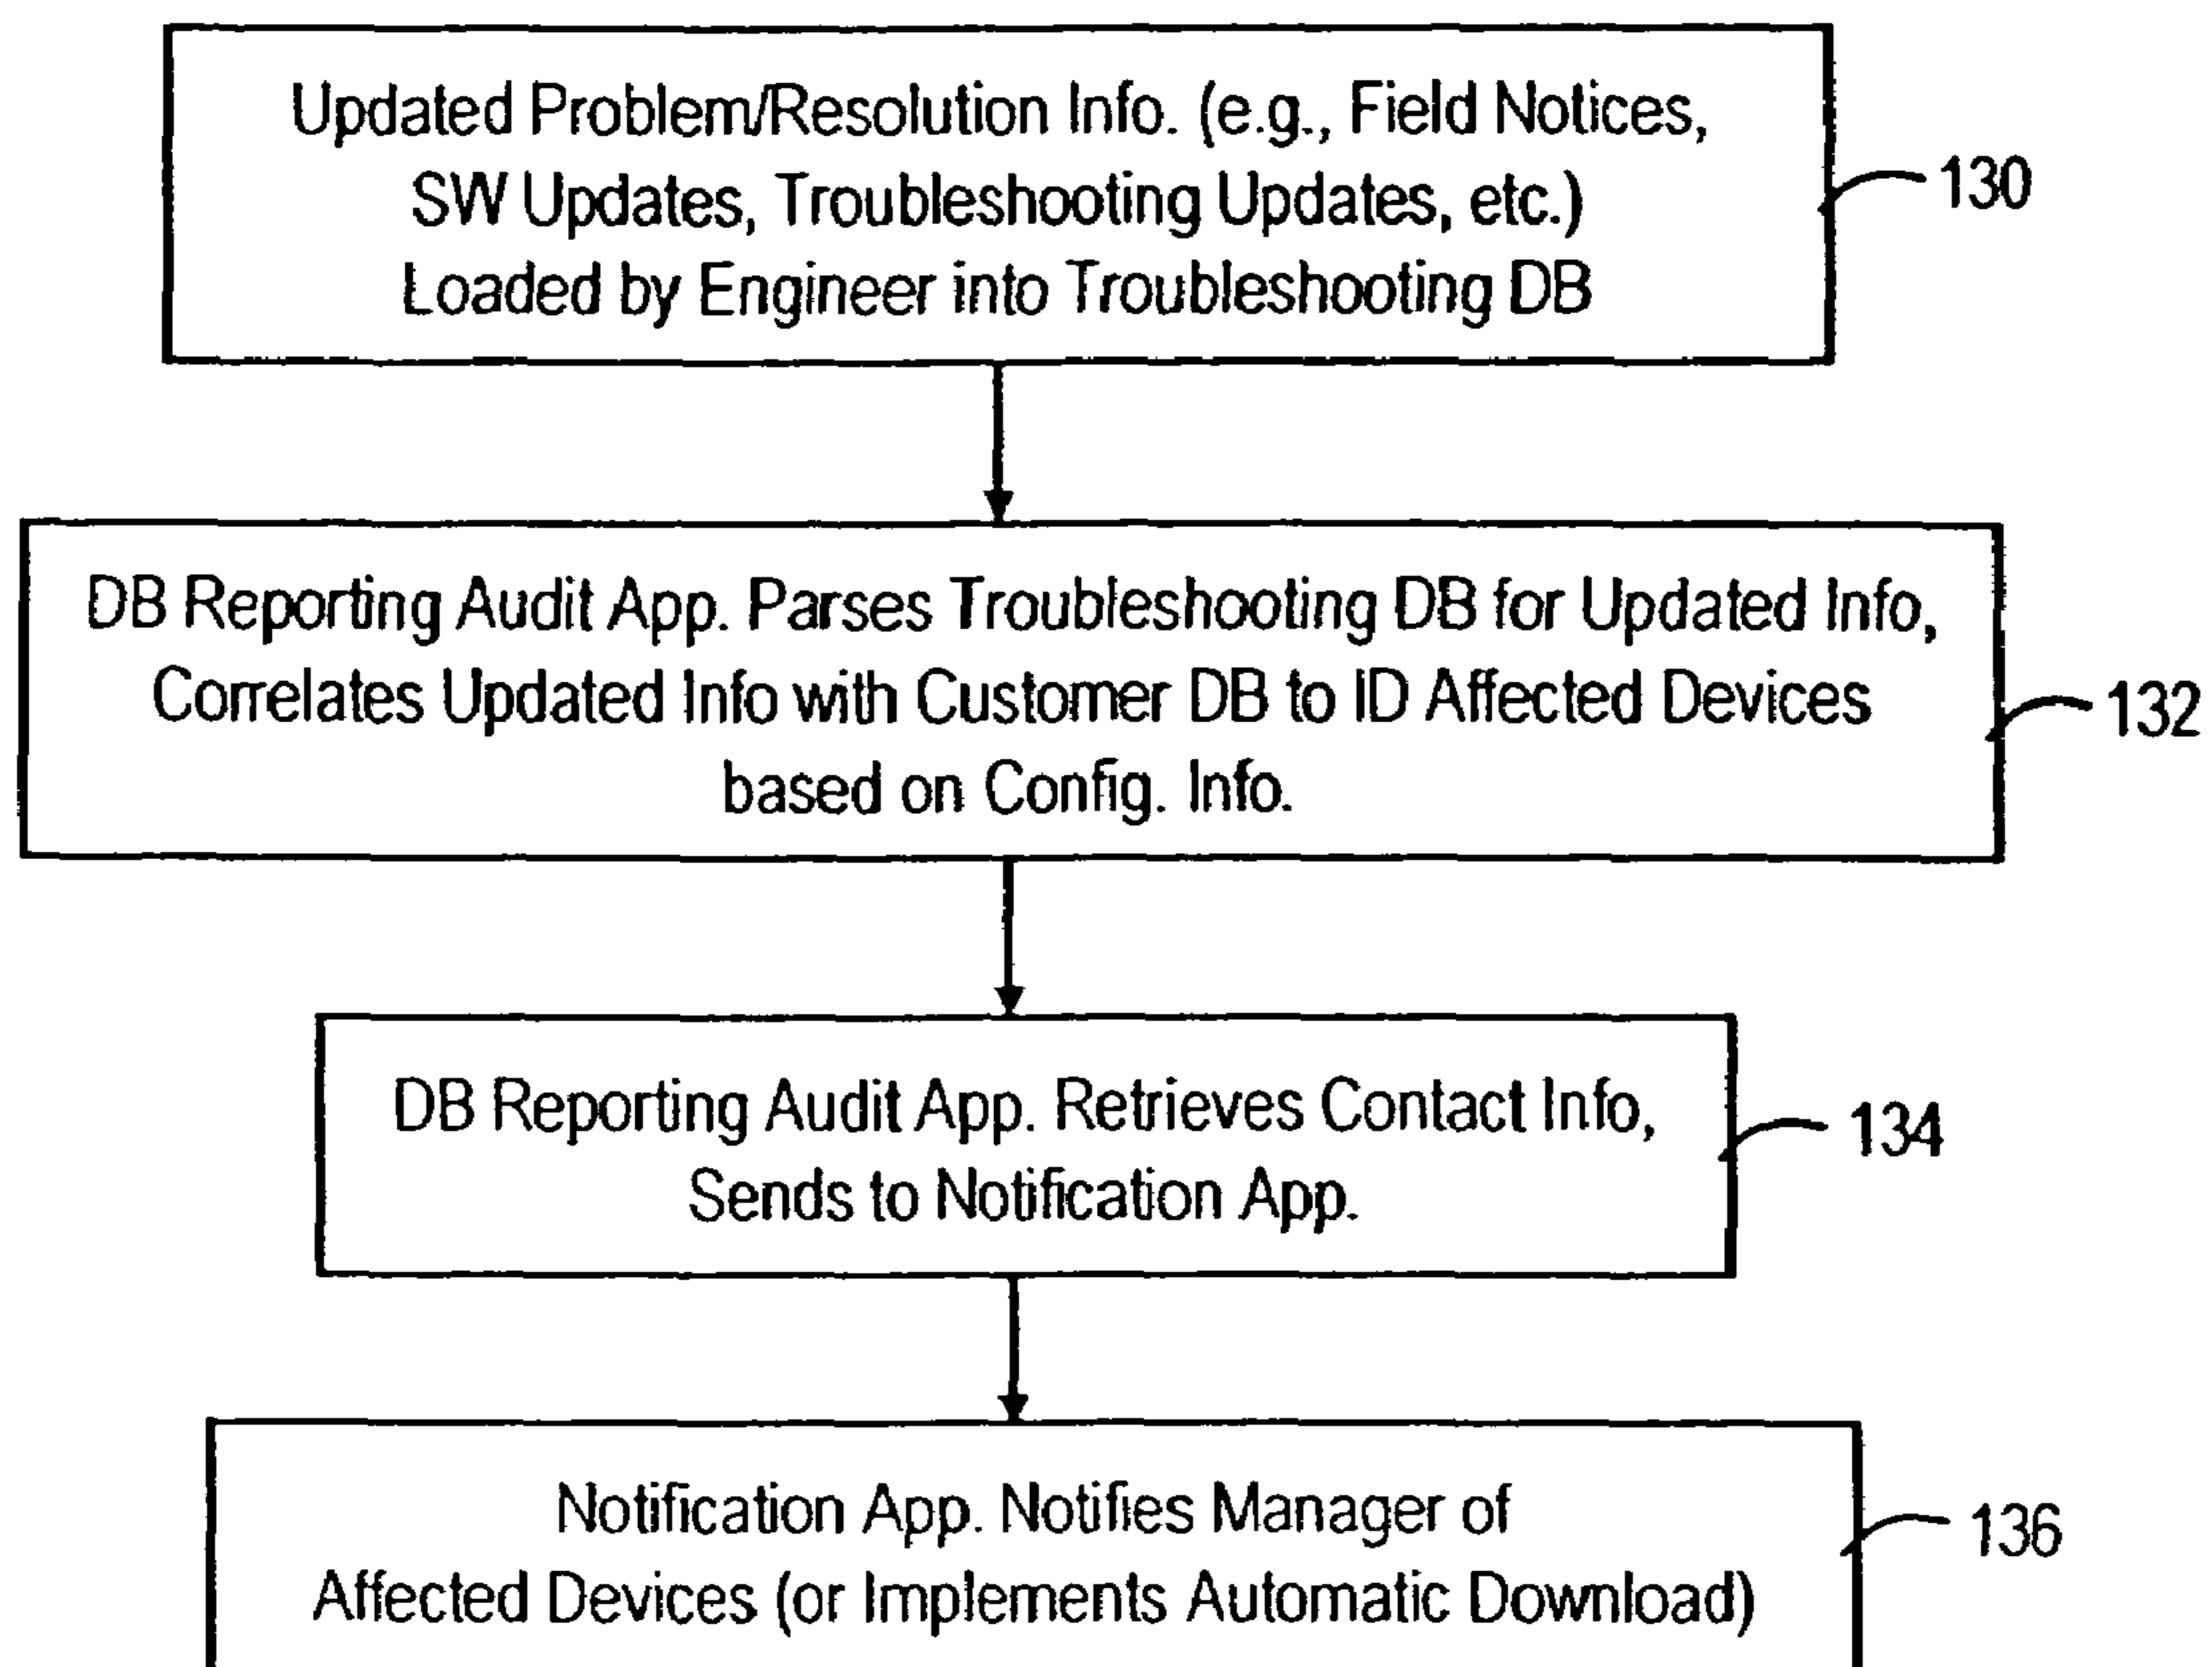 Updated Problem/Resolution Info. (e.g., Field Notices,
SW Updates, Troubleshooting Updates, etc.)
Loaded by Engineer into Troubleshooting DB
130
DB Reporting Audit App. Parses Troubleshooting DB for Updated Info,
Correlates Updated Info with Customer DB to ID Affected Devices
based on Config. Info.
132
DB Reporting Audit App. Retrieves Contact Info,
Sends to Notification App.
134
Notification App. Notifies Manager of
Affected Devices (or Implements Automatic Download)
136